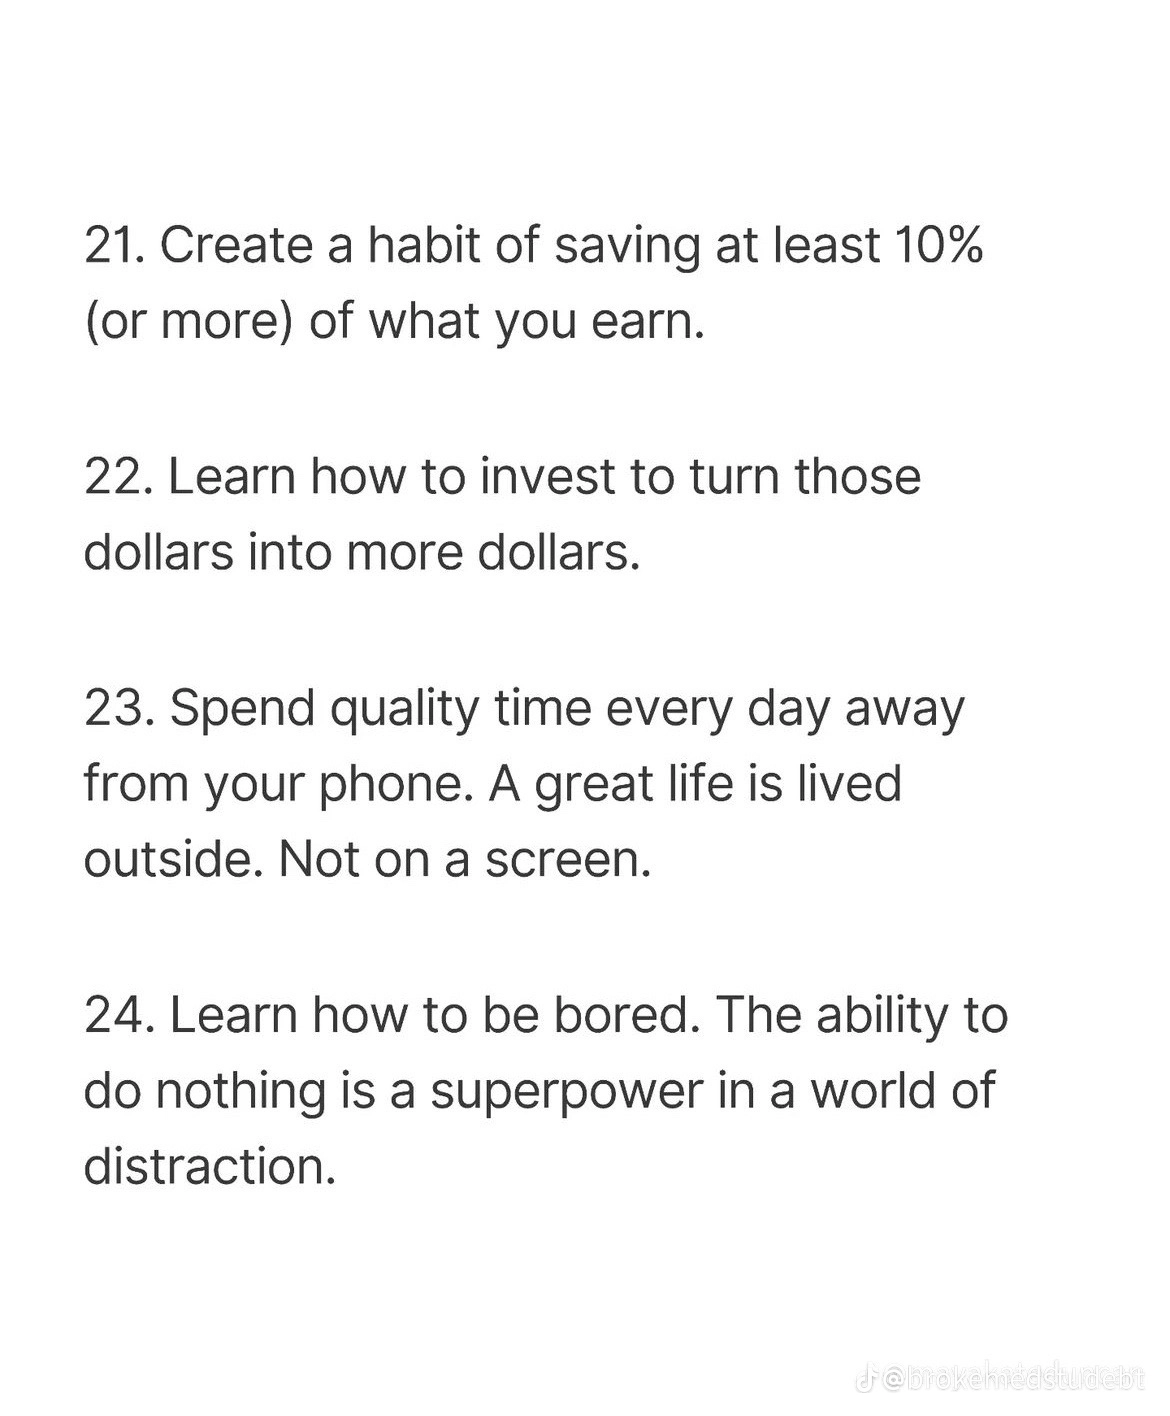 21. Create a habit of saving at least 10%
(or more) of what you earn.
22. Learn how to invest to turn those
dollars into more dollars.
23. Spend quality time every day away
from your phone. A great life is lived
outside. Not on a screen.
24. Learn how to be bored. The ability to
do nothing is a superpower in a world of
distraction.